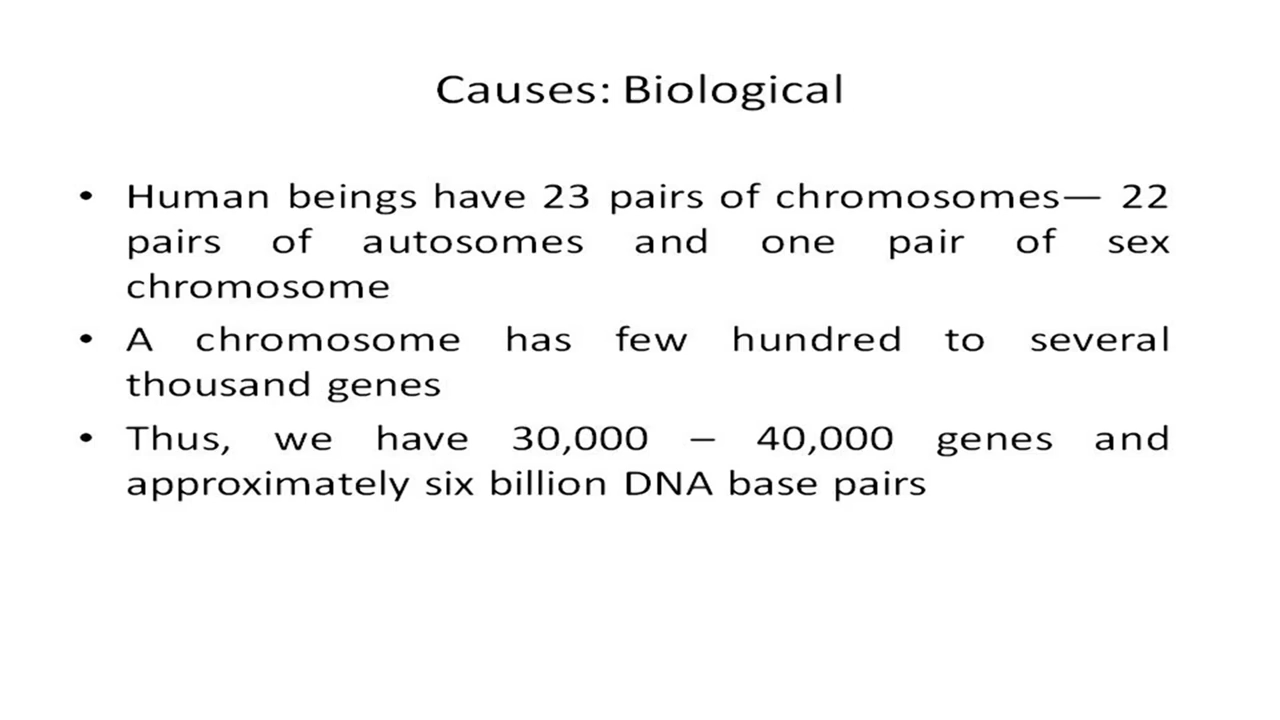 Causes: Biological
• Human beings have 23 pairs of chromosomes— 22
pairs of autosomes and one pair of sex
chromosome
• A chromosome has few hundred to several
thousand genes
• Thus, we have 30,000 – 40,000 genes and
approximately six billion DNA base pairs